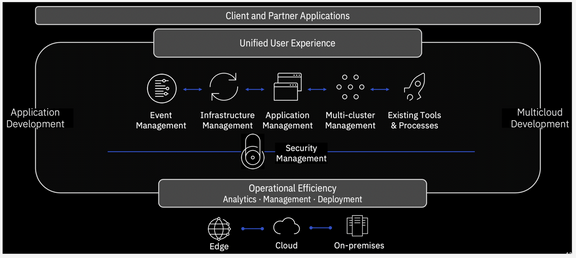 Client and Partner Applications
Unified User Experience
Event
Management
Infrastructure
Management
Application
Management
Multi-cluster
Management
Existing Tools
& Processes
Application
Development
Multicloud
Development
Security
Management
Operational Efficiency
Analytics · Management · Deployment
Edge
Cloud
On-premises